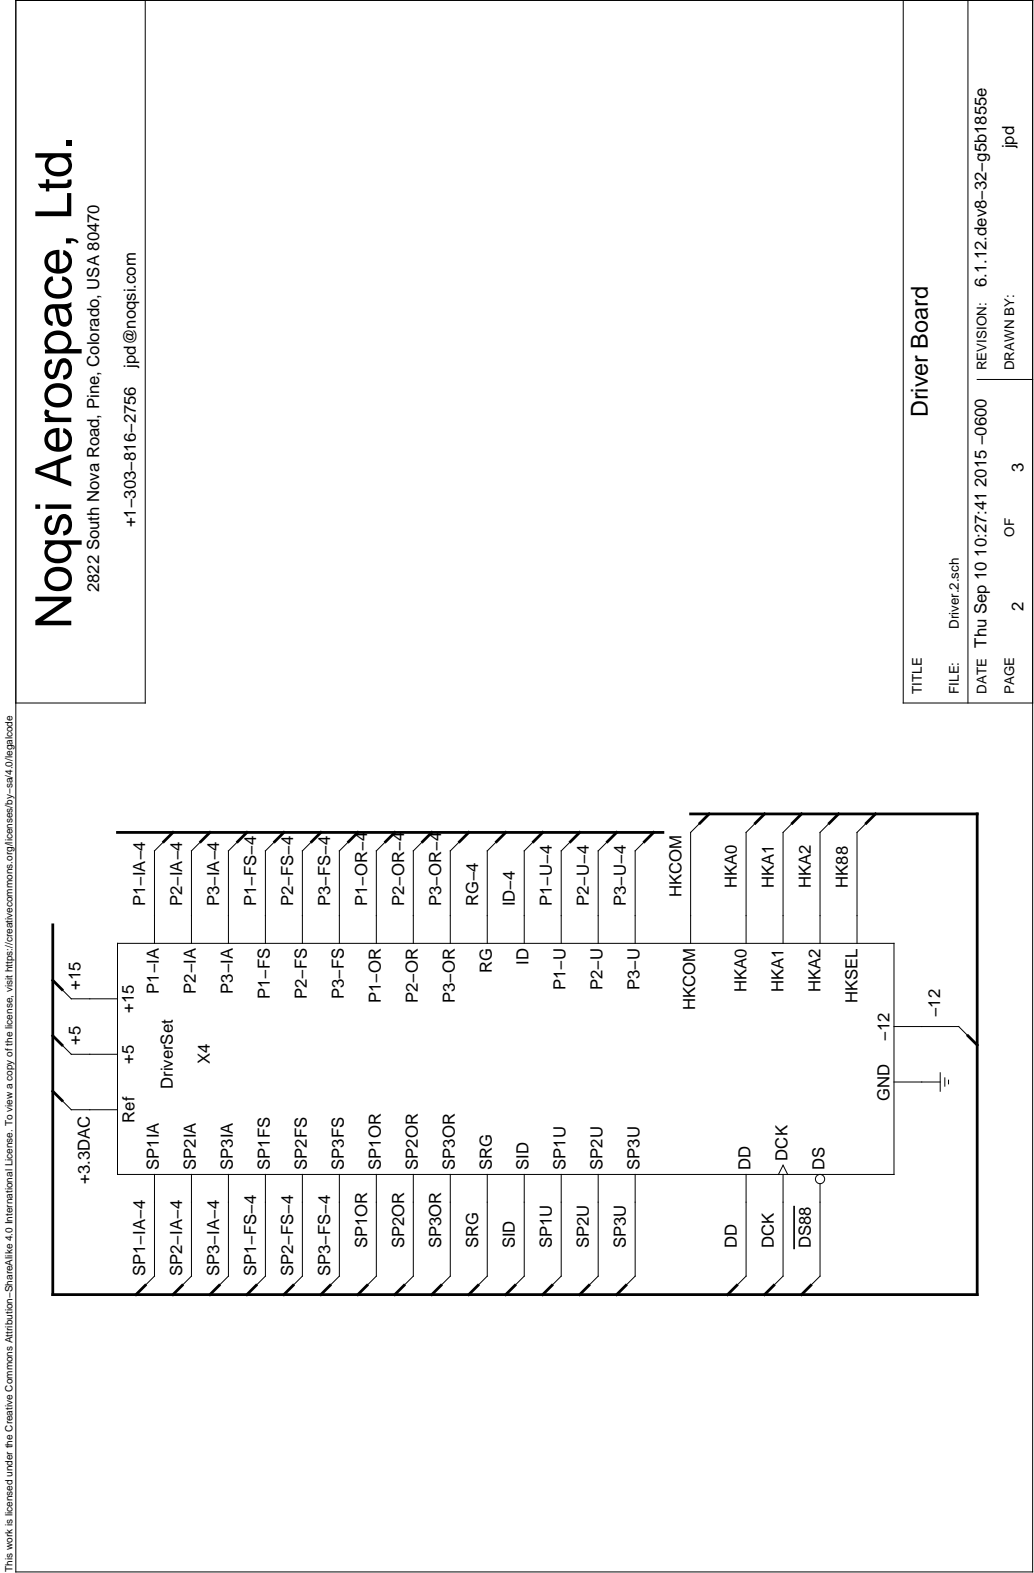 This work is licensed under the Creative Commons Attribution–ShareAlike 4.0 International License. To view a copy of the license, visit https://creativecommons.org/licenses/by–sa/4.0/legalcode
Noqsi Aerospace, Ltd.
2822 South Nova Road, Pine, Colorado, USA 80470
+1–303–816–2756 jpd@noqsi.com
+3.3DAC
+5
+15
Ref
+5
+15
DriverSet
X4
SP1–IA–4 SP1IA P1–IA P1–IA–4
SP2–IA–4 SP2IA P2–IA P2–IA–4
SP3–IA–4 SP3IA P3–IA P3–IA–4
SP1–FS–4 SP1FS P1–FS P1–FS–4
SP2–FS–4 SP2FS P2–FS P2–FS–4
SP3–FS–4 SP3FS P3–FS P3–FS–4
SP1OR SP1OR P1–OR P1–OR–4
SP2OR SP2OR P2–OR P2–OR–4
SP3OR SP3OR P3–OR P3–OR–4
SRG SRG RG RG–4
SID SID ID ID–4
SP1U SP1U P1–U P1–U–4
SP2U SP2U P2–U P2–U–4
SP3U SP3U P3–U P3–U–4
HKCOM HKCOM
DD DD HKA0 HKA0
DCK DCK HKA1 HKA1
DS88 DS HKA2 HKA2
HKSEL HK88
GND –12
–12
TITLE
Driver Board
FILE: Driver.2.sch
DATE Thu Sep 10 10:27:41 2015 –0600 REVISION: 6.1.12.dev8–32–g5b1855e
PAGE 2 OF 3 DRAWN BY: jpd